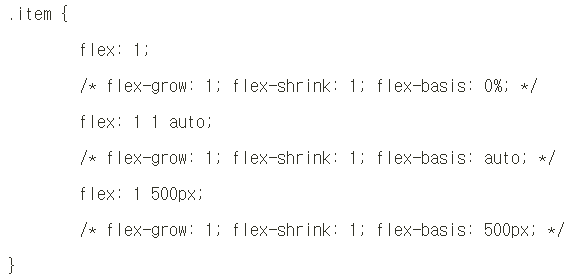 .item {
flex: 1;
/* flex-grow: 1; flex-shrink: 1; flex-basis: 0%; */
flex: 1 1 auto;
/* flex-grow: 1; flex-shrink: 1; flex-basis: auto; */
flex: 1 500px;
/* flex-grow: 1; flex-shrink: 1; flex-basis: 500px; */
}